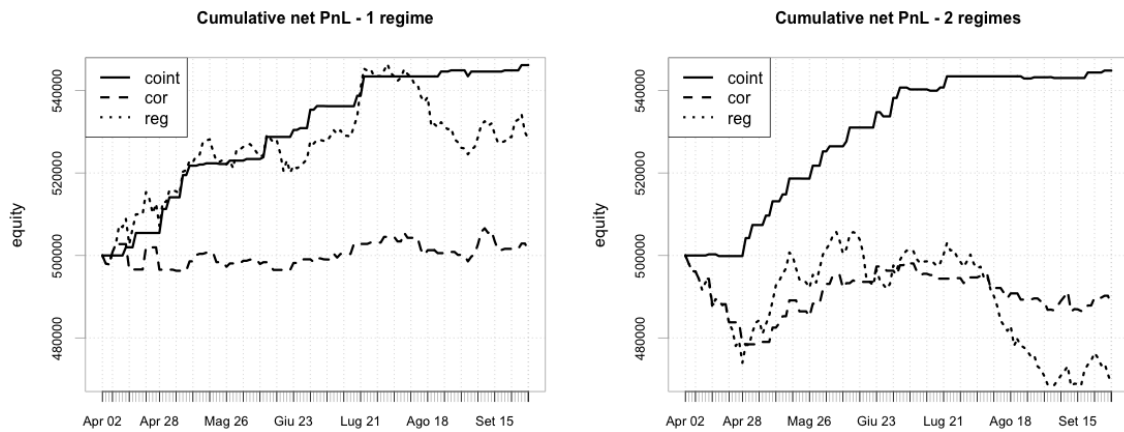 Cumulative net PnL - 1 regime
coint
cor
reg
equity
540000
520000
500000
480000
Apr 02 Apr 28 Mag 26 Giu 23 Lug 21 Ago 18 Set 15
Cumulative net PnL - 2 regimes
coint
cor
reg
equity
540000
520000
500000
480000
Apr 02 Apr 28 Mag 26 Giu 23 Lug 21 Ago 18 Set 15